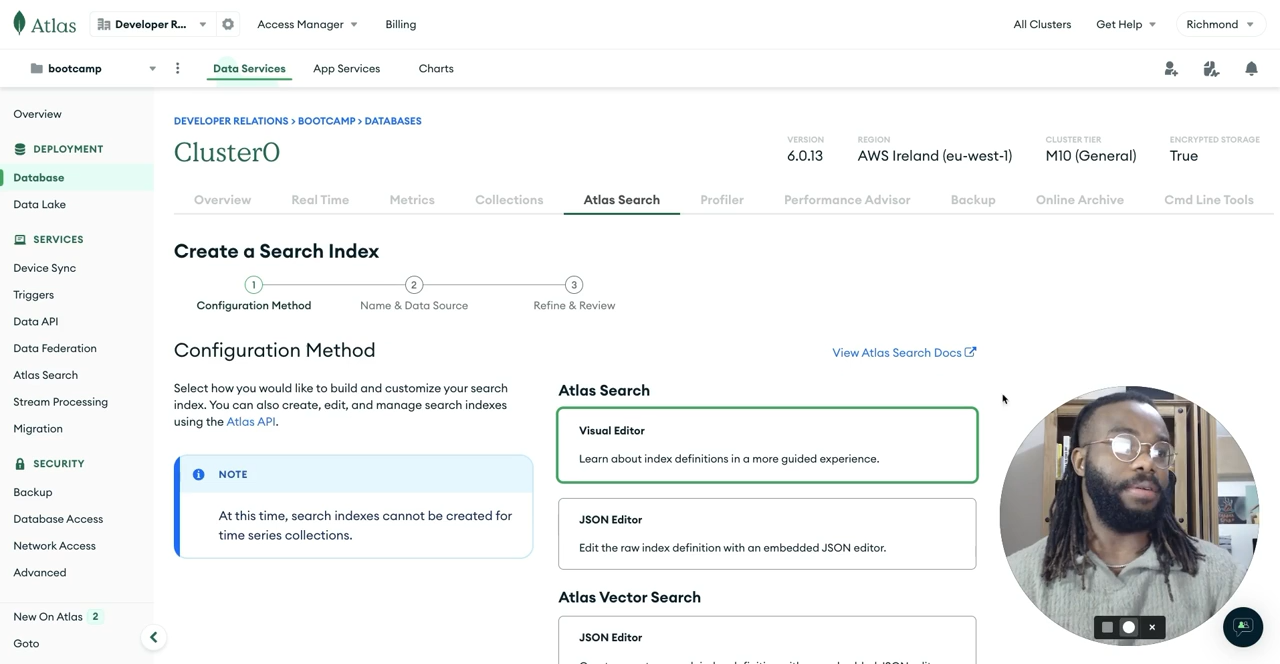 Atlas
Developer R...
Access Manager
Billing
All Clusters
Get Help
Richmond
bootcamp
Data Services
App Services
Charts
Overview
DEPLOYMENT
Database
Data Lake
SERVICES
Device Sync
Triggers
Data API
Data Federation
Atlas Search
Stream Processing
Migration
SECURITY
Backup
Database Access
Network Access
Advanced
New On Atlas 2
Goto
DEVELOPER RELATIONS > BOOTCAMP > DATABASES
Cluster0
VERSION
6.0.13
REGION
AWS Ireland (eu-west-1)
CLUSTER TIER
M10 (General)
ENCRYPTED STORAGE
True
Overview
Real Time
Metrics
Collections
Atlas Search
Profiler
Performance Advisor
Backup
Online Archive
Cmd Line Tools
Create a Search Index
1
Configuration Method
2
Name & Data Source
3
Refine & Review
Configuration Method
View Atlas Search Docs
Select how you would like to build and customize your search
index. You can also create, edit, and manage search indexes
using the Atlas API.
NOTE
At this time, search indexes cannot be created for
time series collections.
Atlas Search
Visual Editor
Learn about index definitions in a more guided experience.
JSON Editor
Edit the raw index definition with an embedded JSON editor.
Atlas Vector Search
JSON Editor